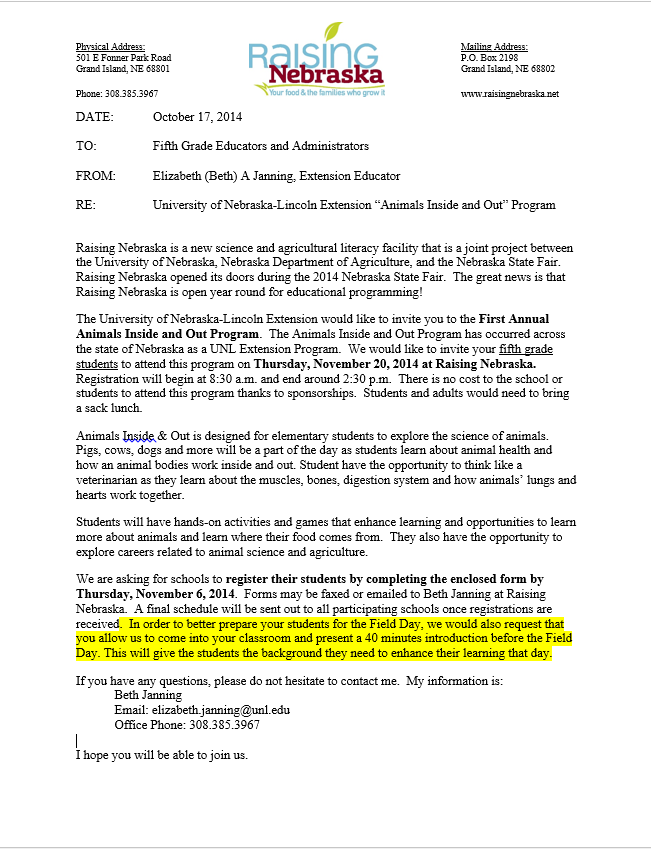 Physical Address:
501 E Fonner Park Road
Grand Island, NE 68801
Phone: 308.385.3967
Raising
Nebraska
Your food & the families who grow it
Mailing Address:
P.O. Box 2198
Grand Island, NE 68802
www.raisingnebraska.net
DATE: October 17, 2014
TO: Fifth Grade Educators and Administrators
FROM: Elizabeth (Beth) A Janning, Extension Educator
RE: University of Nebraska-Lincoln Extension “Animals Inside and Out” Program
Raising Nebraska is a new science and agricultural literacy facility that is a joint project between
the University of Nebraska, Nebraska Department of Agriculture, and the Nebraska State Fair.
Raising Nebraska opened its doors during the 2014 Nebraska State Fair. The great news is that
Raising Nebraska is open year round for educational programming!
The University of Nebraska-Lincoln Extension would like to invite you to the First Annual
Animals Inside and Out Program. The Animals Inside and Out Program has occurred across
the state of Nebraska as a UNL Extension Program. We would like to invite your fifth grade
students to attend this program on Thursday, November 20, 2014 at Raising Nebraska.
Registration will begin at 8:30 a.m. and end around 2:30 p.m. There is no cost to the school or
students to attend this program thanks to sponsorships. Students and adults would need to bring
a sack lunch.
Animals Inside & Out is designed for elementary students to explore the science of animals.
Pigs, cows, dogs and more will be a part of the day as students learn about animal health and
how an animal bodies work inside and out. Student have the opportunity to think like a
veterinarian as they learn about the muscles, bones, digestion system and how animals’ lungs and
hearts work together.
Students will have hands-on activities and games that enhance learning and opportunities to learn
more about animals and learn where their food comes from. They also have the opportunity to
explore careers related to animal science and agriculture.
We are asking for schools to register their students by completing the enclosed form by
Thursday, November 6, 2014. Forms may be faxed or emailed to Beth Janning at Raising
Nebraska. A final schedule will be sent out to all participating schools once registrations are
received. In order to better prepare your students for the Field Day, we would also request that
you allow us to come into your classroom and present a 40 minutes introduction before the Field
Day. This will give the students the background they need to enhance their learning that day.
If you have any questions, please do not hesitate to contact me. My information is:
Beth Janning
Email: elizabeth.janning@unl.edu
Office Phone: 308.385.3967
I hope you will be able to join us.